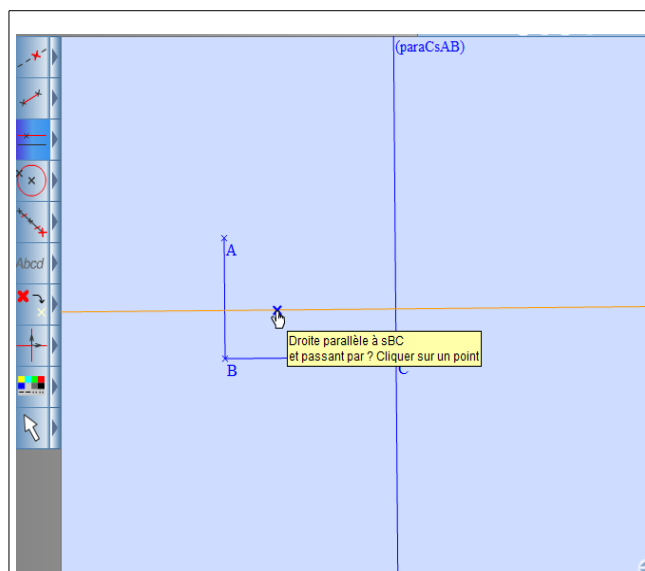 (paraCsAB)
A
Abcd
Droite parallèle à sBC
et passant par ? Cliquer sur un point
B
C